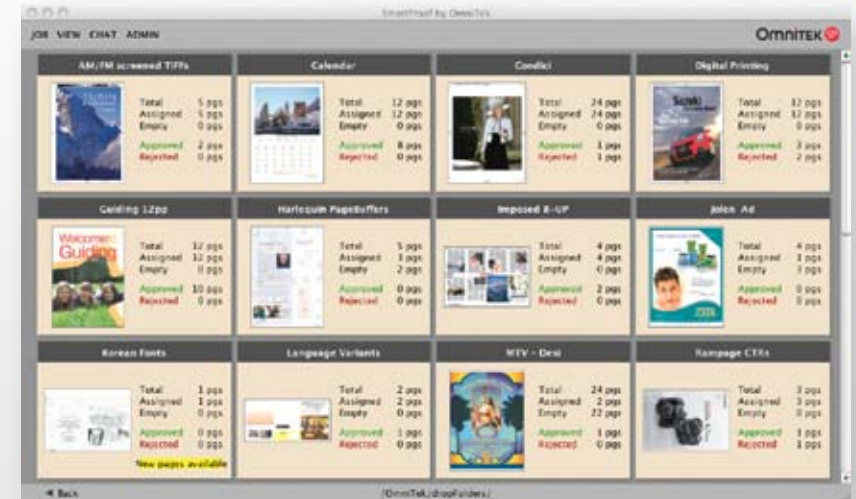 SmartProof by OmniTek
JOB VIEW CHAT ADMIN
OMNITEK SP
AM/FM screened TIFFs
Total 5 pgs
Assigned 5 pgs
Empty 0 pgs
Approved 2 pgs
Rejected 0 pgs
Calendar
Total 12 pgs
Assigned 12 pgs
Empty 0 pgs
Approved 8 pgs
Rejected 0 pgs
Condici
Total 24 pgs
Assigned 24 pgs
Empty 0 pgs
Approved 1 pgs
Rejected 1 pgs
Digital Printing
Suzuki
Total 12 pgs
Assigned 12 pgs
Empty 0 pgs
Approved 3 pgs
Rejected 2 pgs
Guiding 12pp
Welcome
Guiding
Total 12 pgs
Assigned 12 pgs
Empty 0 pgs
Approved 10 pgs
Rejected 0 pgs
Harlequin PageBuffers
Total 5 pgs
Assigned 3 pgs
Empty 2 pgs
Approved 0 pgs
Rejected 0 pgs
Imposed 8-UP
Total 4 pgs
Assigned 4 pgs
Empty 0 pgs
Approved 2 pgs
Rejected 0 pgs
Jolen Ad
Total 4 pgs
Assigned 1 pgs
Empty 3 pgs
Approved 0 pgs
Rejected 0 pgs
Korean Fonts
Total 1 pgs
Assigned 1 pgs
Empty 0 pgs
Approved 0 pgs
Rejected 0 pgs
New pages available
Language Variants
Total 2 pgs
Assigned 2 pgs
Empty 0 pgs
Approved 1 pgs
Rejected 0 pgs
MTV - Desi
Total 24 pgs
Assigned 2 pgs
Empty 22 pgs
Approved 1 pgs
Rejected 0 pgs
Rampage CTRs
Total 3 pgs
Assigned 3 pgs
Empty 0 pgs
Approved 1 pgs
Rejected 1 pgs
Back
/OmniTek/dropFolders/